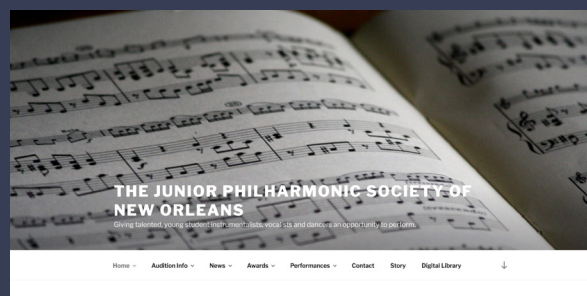 THE JUNIOR PHILHARMONIC SOCIETY OF
NEW ORLEANS
Giving talented, young student instrumentalists, vocalists and dancers an opportunity to perform.
Home Audition Info News Awards Performances Contact Story Digital Library